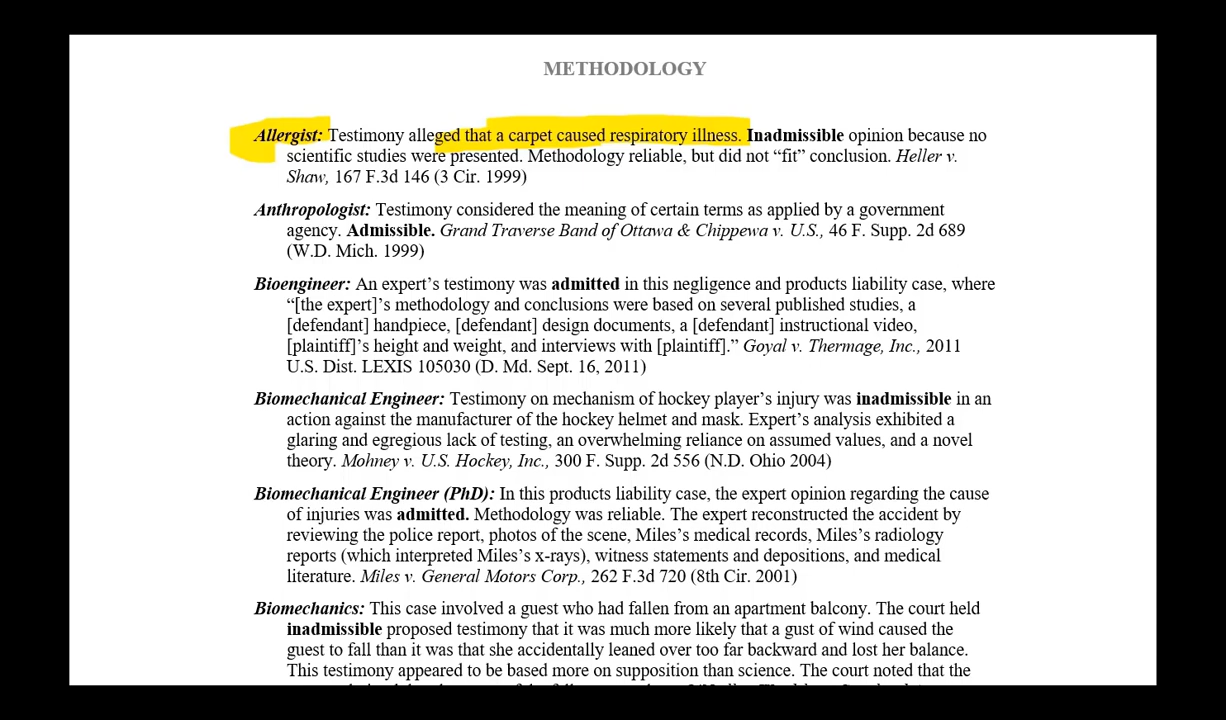 METHODOLOGY
Allergist: Testimony alleged that a carpet caused respiratory illness. Inadmissible opinion because no
scientific studies were presented. Methodology reliable, but did not “fit” conclusion. Heller v.
Shaw, 167 F.3d 146 (3 Cir. 1999)
Anthropologist: Testimony considered the meaning of certain terms as applied by a government
agency. Admissible. Grand Traverse Band of Ottawa & Chippewa v. U.S., 46 F. Supp. 2d 689
(W.D. Mich. 1999)
Bioengineer: An expert’s testimony was admitted in this negligence and products liability case, where
“[the expert]’s methodology and conclusions were based on several published studies, a
[defendant] handpiece, [defendant] design documents, a [defendant] instructional video,
[plaintiff]’s height and weight, and interviews with [plaintiff].” Goyal v. Thermage, Inc., 2011
U.S. Dist. LEXIS 105030 (D. Md. Sept. 16, 2011)
Biomechanical Engineer: Testimony on mechanism of hockey player’s injury was inadmissible in an
action against the manufacturer of the hockey helmet and mask. Expert’s analysis exhibited a
glaring and egregious lack of testing, an overwhelming reliance on assumed values, and a novel
theory. Mohney v. U.S. Hockey, Inc., 300 F. Supp. 2d 556 (N.D. Ohio 2004)
Biomechanical Engineer (PhD): In this products liability case, the expert opinion regarding the cause
of injuries was admitted. Methodology was reliable. The expert reconstructed the accident by
reviewing the police report, photos of the scene, Miles’s medical records, Miles’s radiology
reports (which interpreted Miles’s x-rays), witness statements and depositions, and medical
literature. Miles v. General Motors Corp., 262 F.3d 720 (8th Cir. 2001)
Biomechanics: This case involved a guest who had fallen from an apartment balcony. The court held
inadmissible proposed testimony that it was much more likely that a gust of wind caused the
guest to fall than it was that she accidentally leaned over too far backward and lost her balance.
This testimony appeared to be based more on supposition than science. The court noted that the